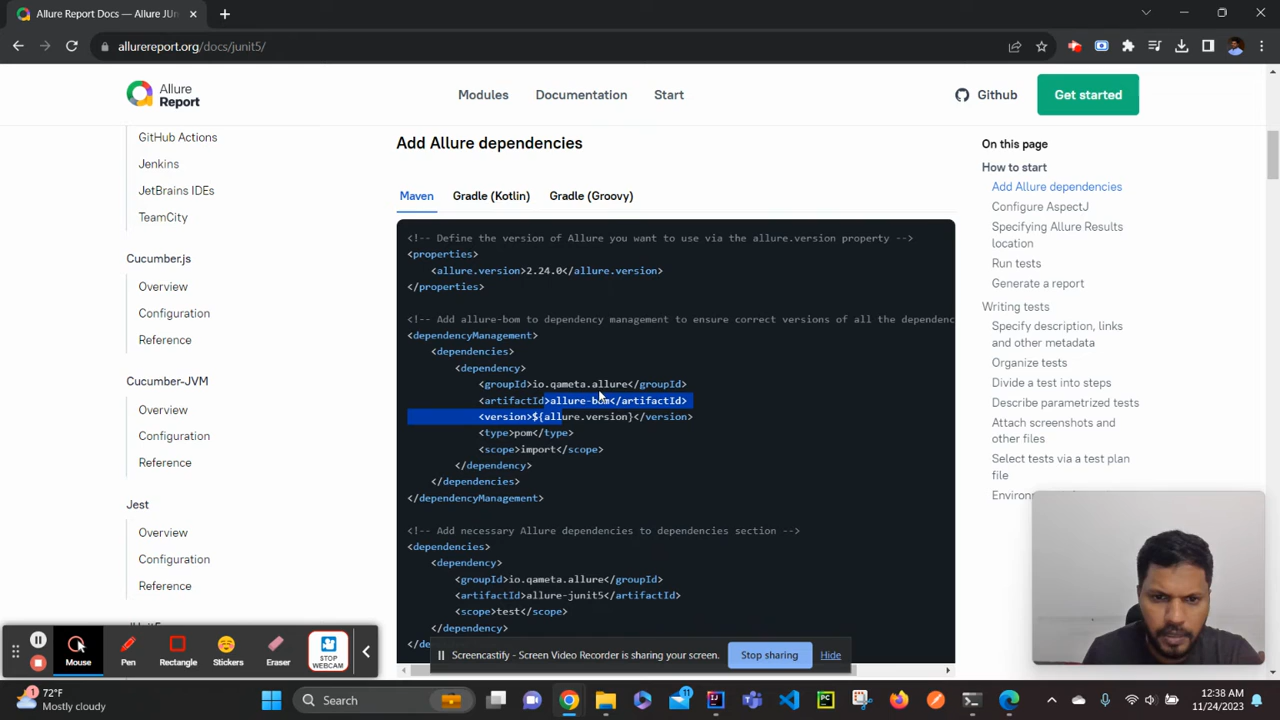 Allure Report Docs – Allure JUn
allurereport.org/docs/junit5/
Allure
Report
Modules
Documentation
Start
Github
Get started
GitHub Actions
Jenkins
JetBrains IDEs
TeamCity
Cucumber.js
Overview
Configuration
Reference
Cucumber-JVM
Overview
Configuration
Reference
Jest
Overview
Configuration
Reference
Add Allure dependencies
Maven
Gradle (Kotlin)
Gradle (Groovy)
<!-- Define the version of Allure you want to use via the allure.version property -->
<properties>
<allure.version>2.24.0</allure.version>
</properties>
<!-- Add allure-bom to dependency management to ensure correct versions of all the dependenc
<dependencyManagement>
<dependencies>
<dependency>
<groupId>io.qameta.allure</groupId>
<artifactId>allure-bom</artifactId>
<version>${allure.version}</version>
<type>pom</type>
<scope>import</scope>
</dependency>
</dependencies>
</dependencyManagement>
<!-- Add necessary Allure dependencies to dependencies section -->
<dependencies>
<dependency>
<groupId>io.qameta.allure</groupId>
<artifactId>allure-junit5</artifactId>
<scope>test</scope>
</dependency>
</de
On this page
How to start
Add Allure dependencies
Configure AspectJ
Specifying Allure Results
location
Run tests
Generate a report
Writing tests
Specify description, links
and other metadata
Organize tests
Divide a test into steps
Describe parametrized tests
Attach screenshots and
other files
Select tests via a test plan
file
Environ
Mouse
Pen
Rectangle
Stickers
Eraser
STOP
WEBCAM
Screencastify - Screen Video Recorder is sharing your screen.
Stop sharing
Hide
72°F
Mostly cloudy
Search
11
PC
12:38 AM
11/24/2023